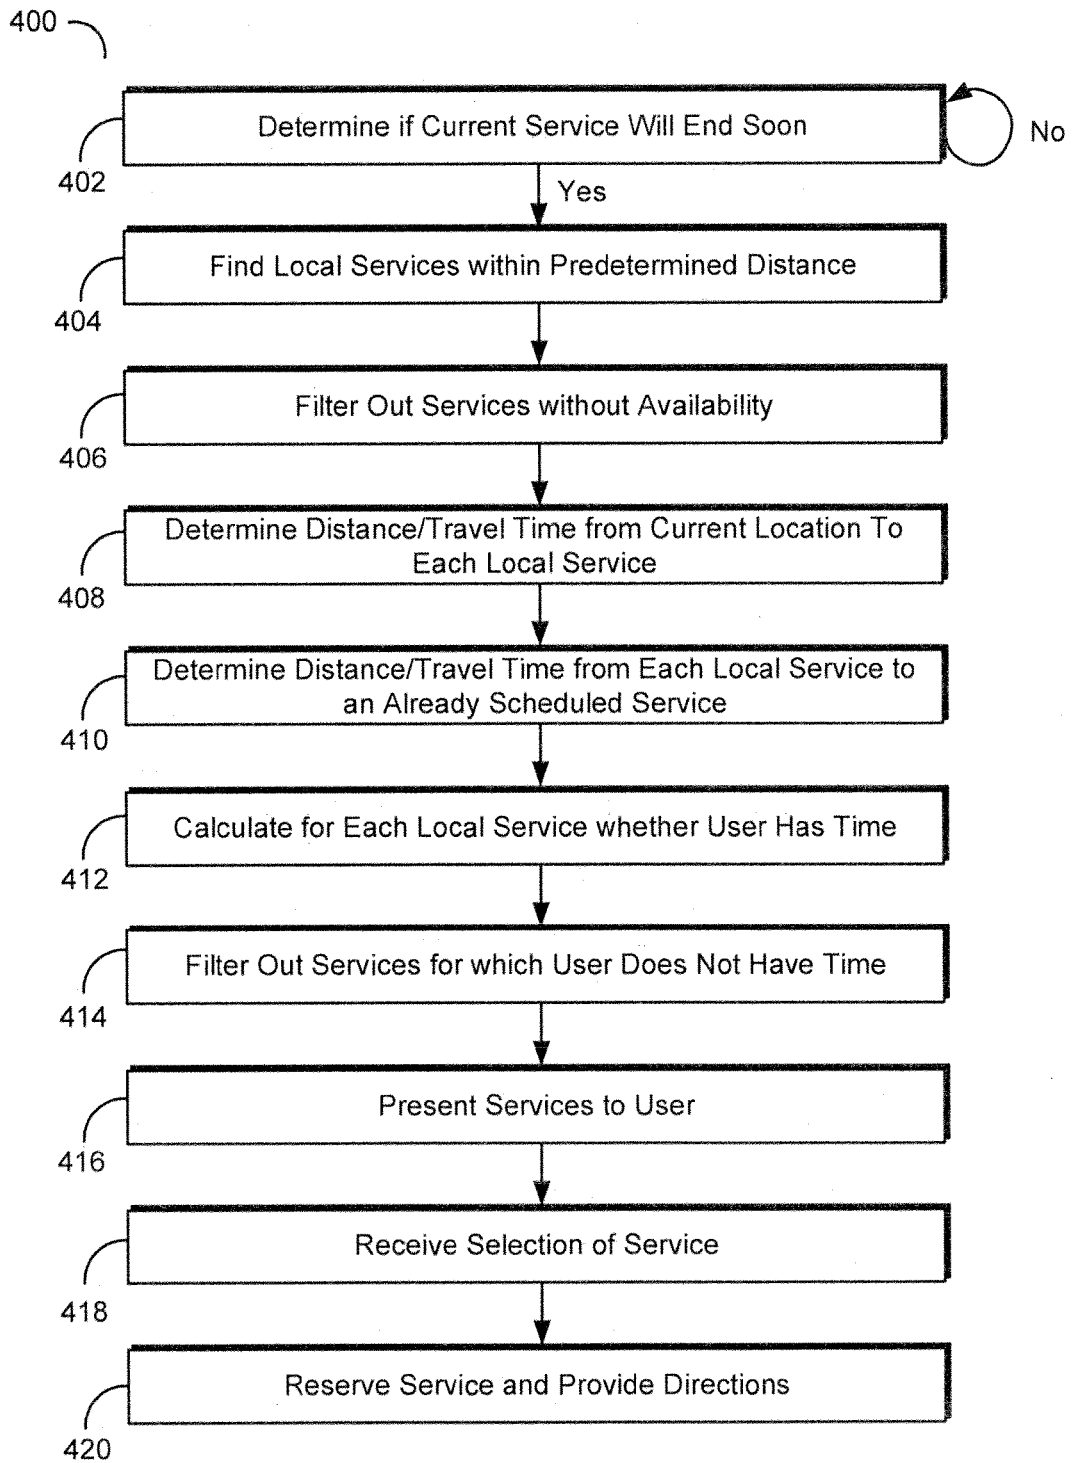 400
Determine if Current Service Will End Soon
No
402
Yes
Find Local Services within Predetermined Distance
404
Filter Out Services without Availability
406
Determine Distance/Travel Time from Current Location To
Each Local Service
408
Determine Distance/Travel Time from Each Local Service to
an Already Scheduled Service
410
Calculate for Each Local Service whether User Has Time
412
Filter Out Services for which User Does Not Have Time
414
Present Services to User
416
Receive Selection of Service
418
Reserve Service and Provide Directions
420